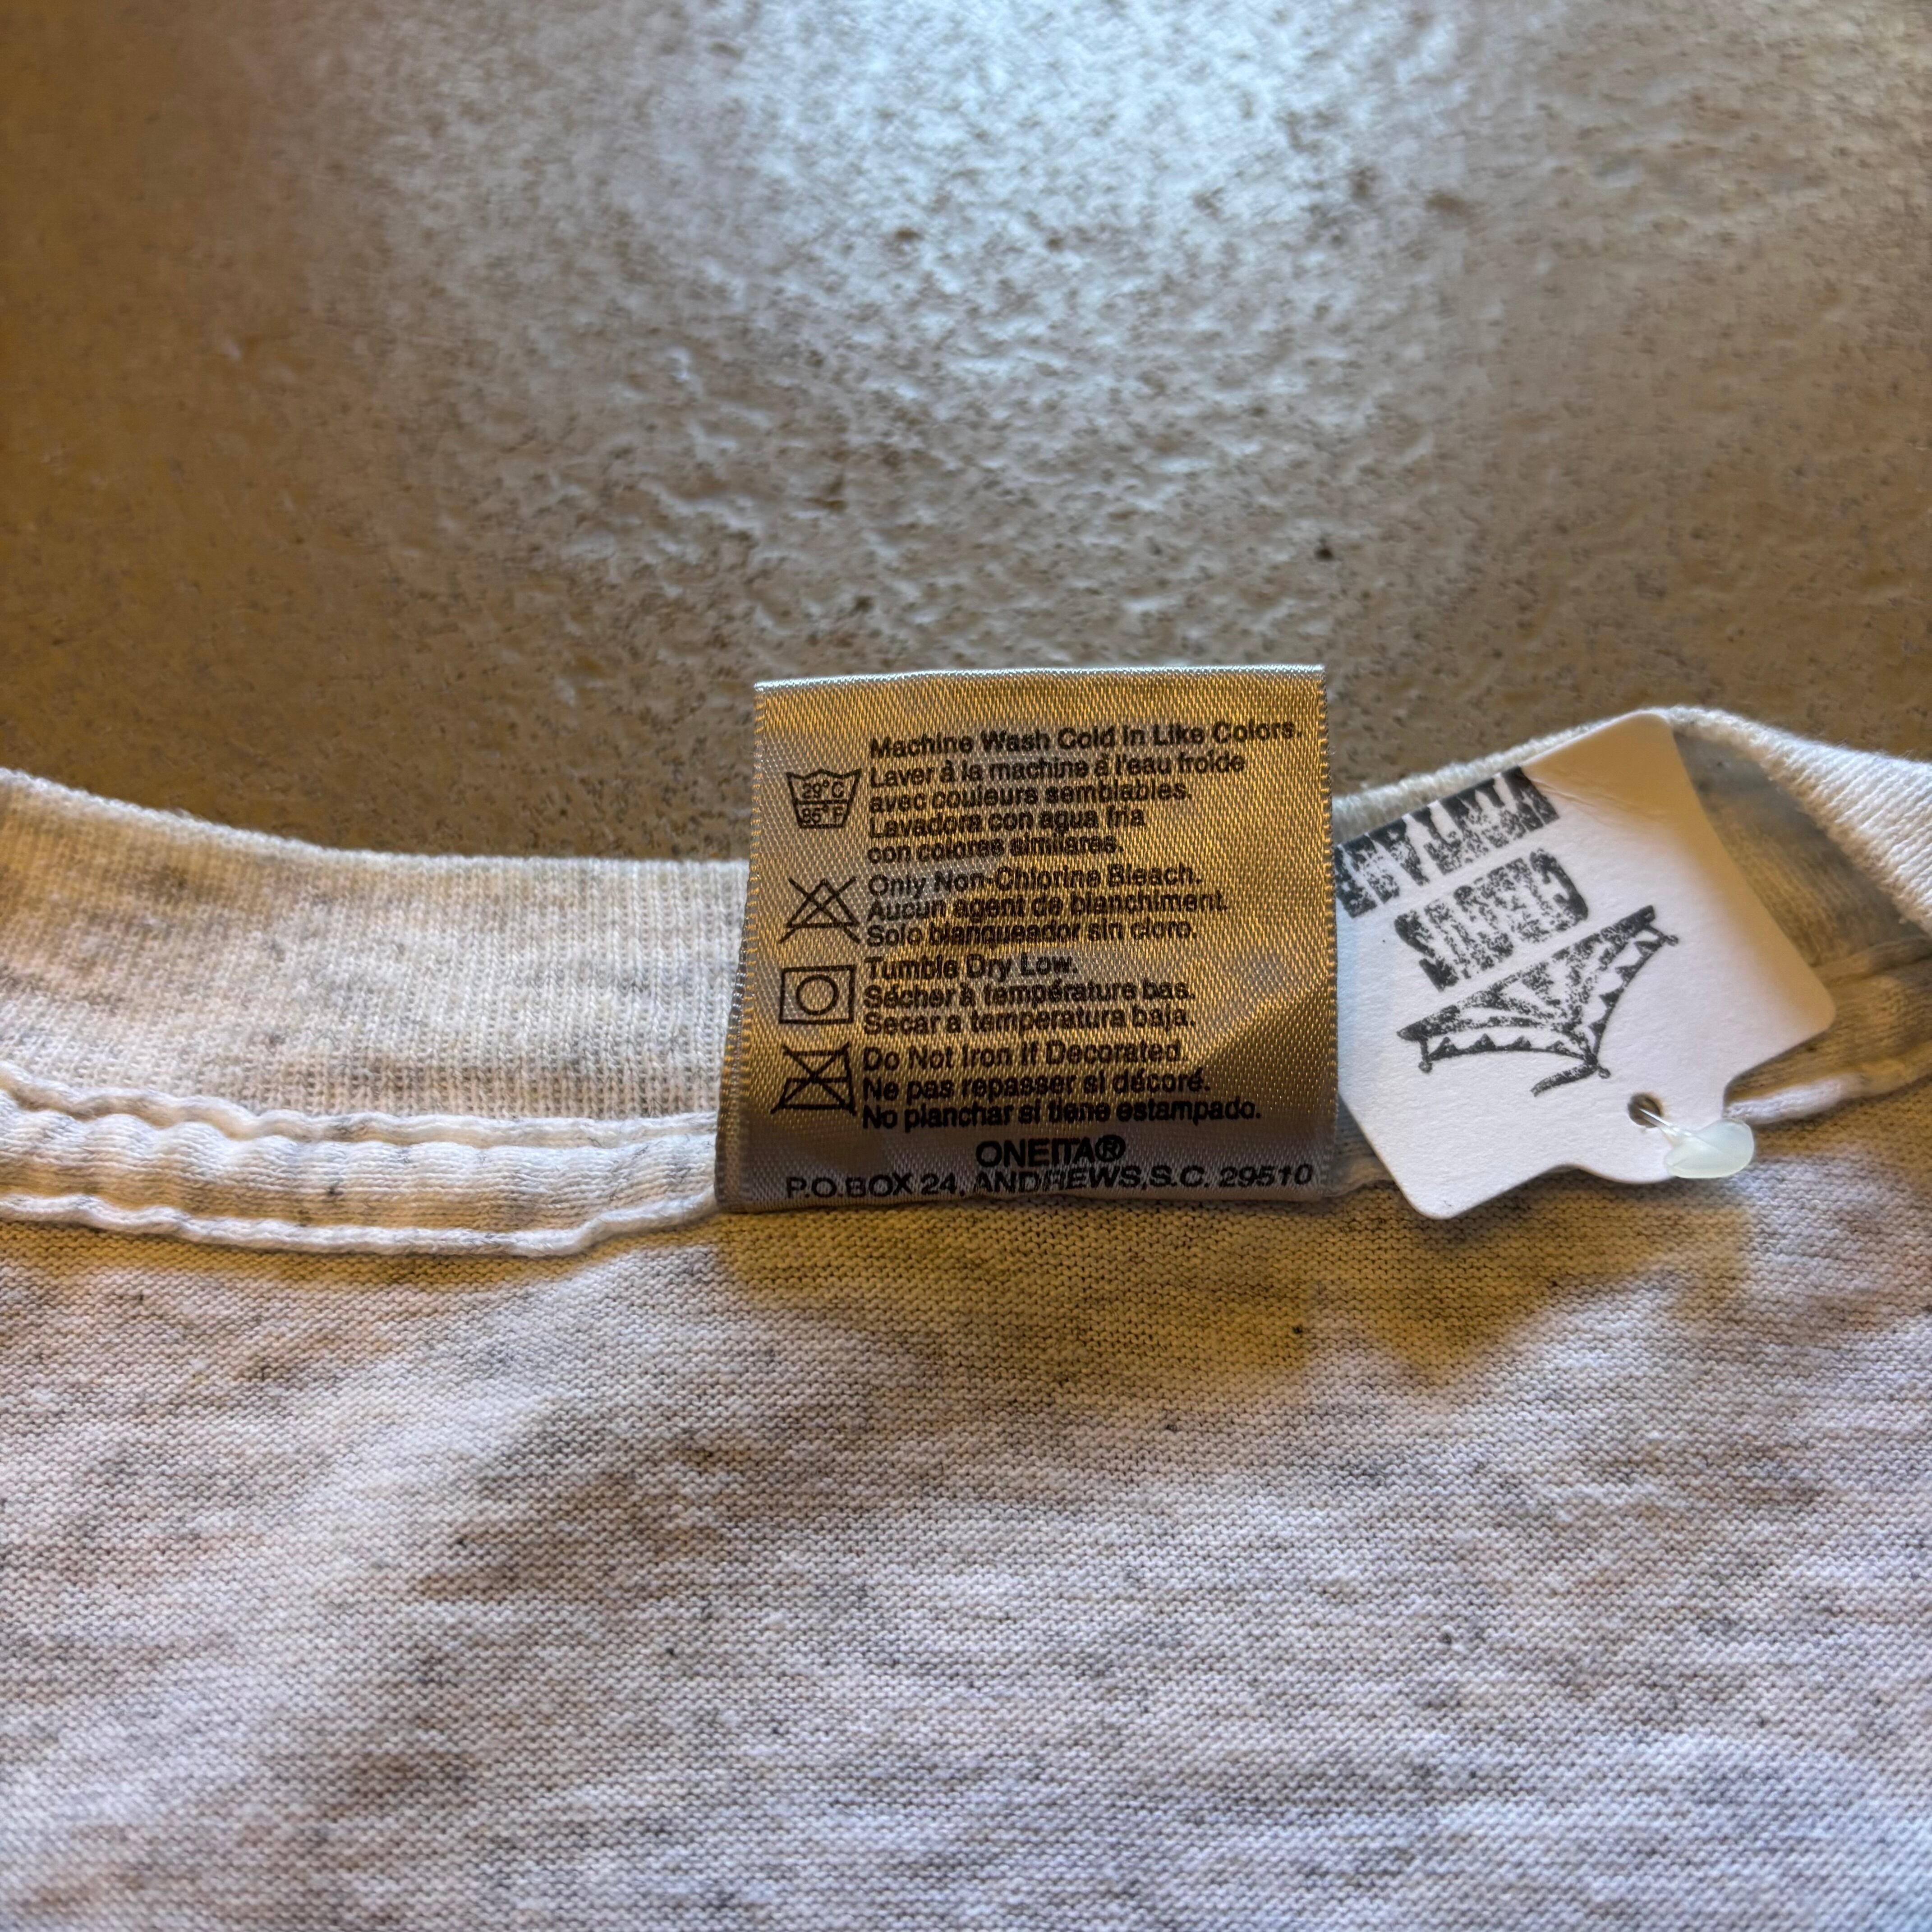 Machine Wash Cold in Like Colors.
Laver à la machine à l'eau froide
avec couleurs semblables.
Lavadora con agua fria
con colores similares.
29°C
85°F
Only Non-Chlorine Bleach.
Aucun agent de blanchiment.
Solo blanqueador sin cloro.
Tumble Dry Low.
Sécher à température bas.
Secar a temperatura baja.
Do Not Iron If Decorated.
Ne pas repasser si décoré.
No planchar si tiene estampado.
ONEITA®
P.O.BOX 24, ANDREWS,S.C. 29510
CIRCUS
VINTAGE